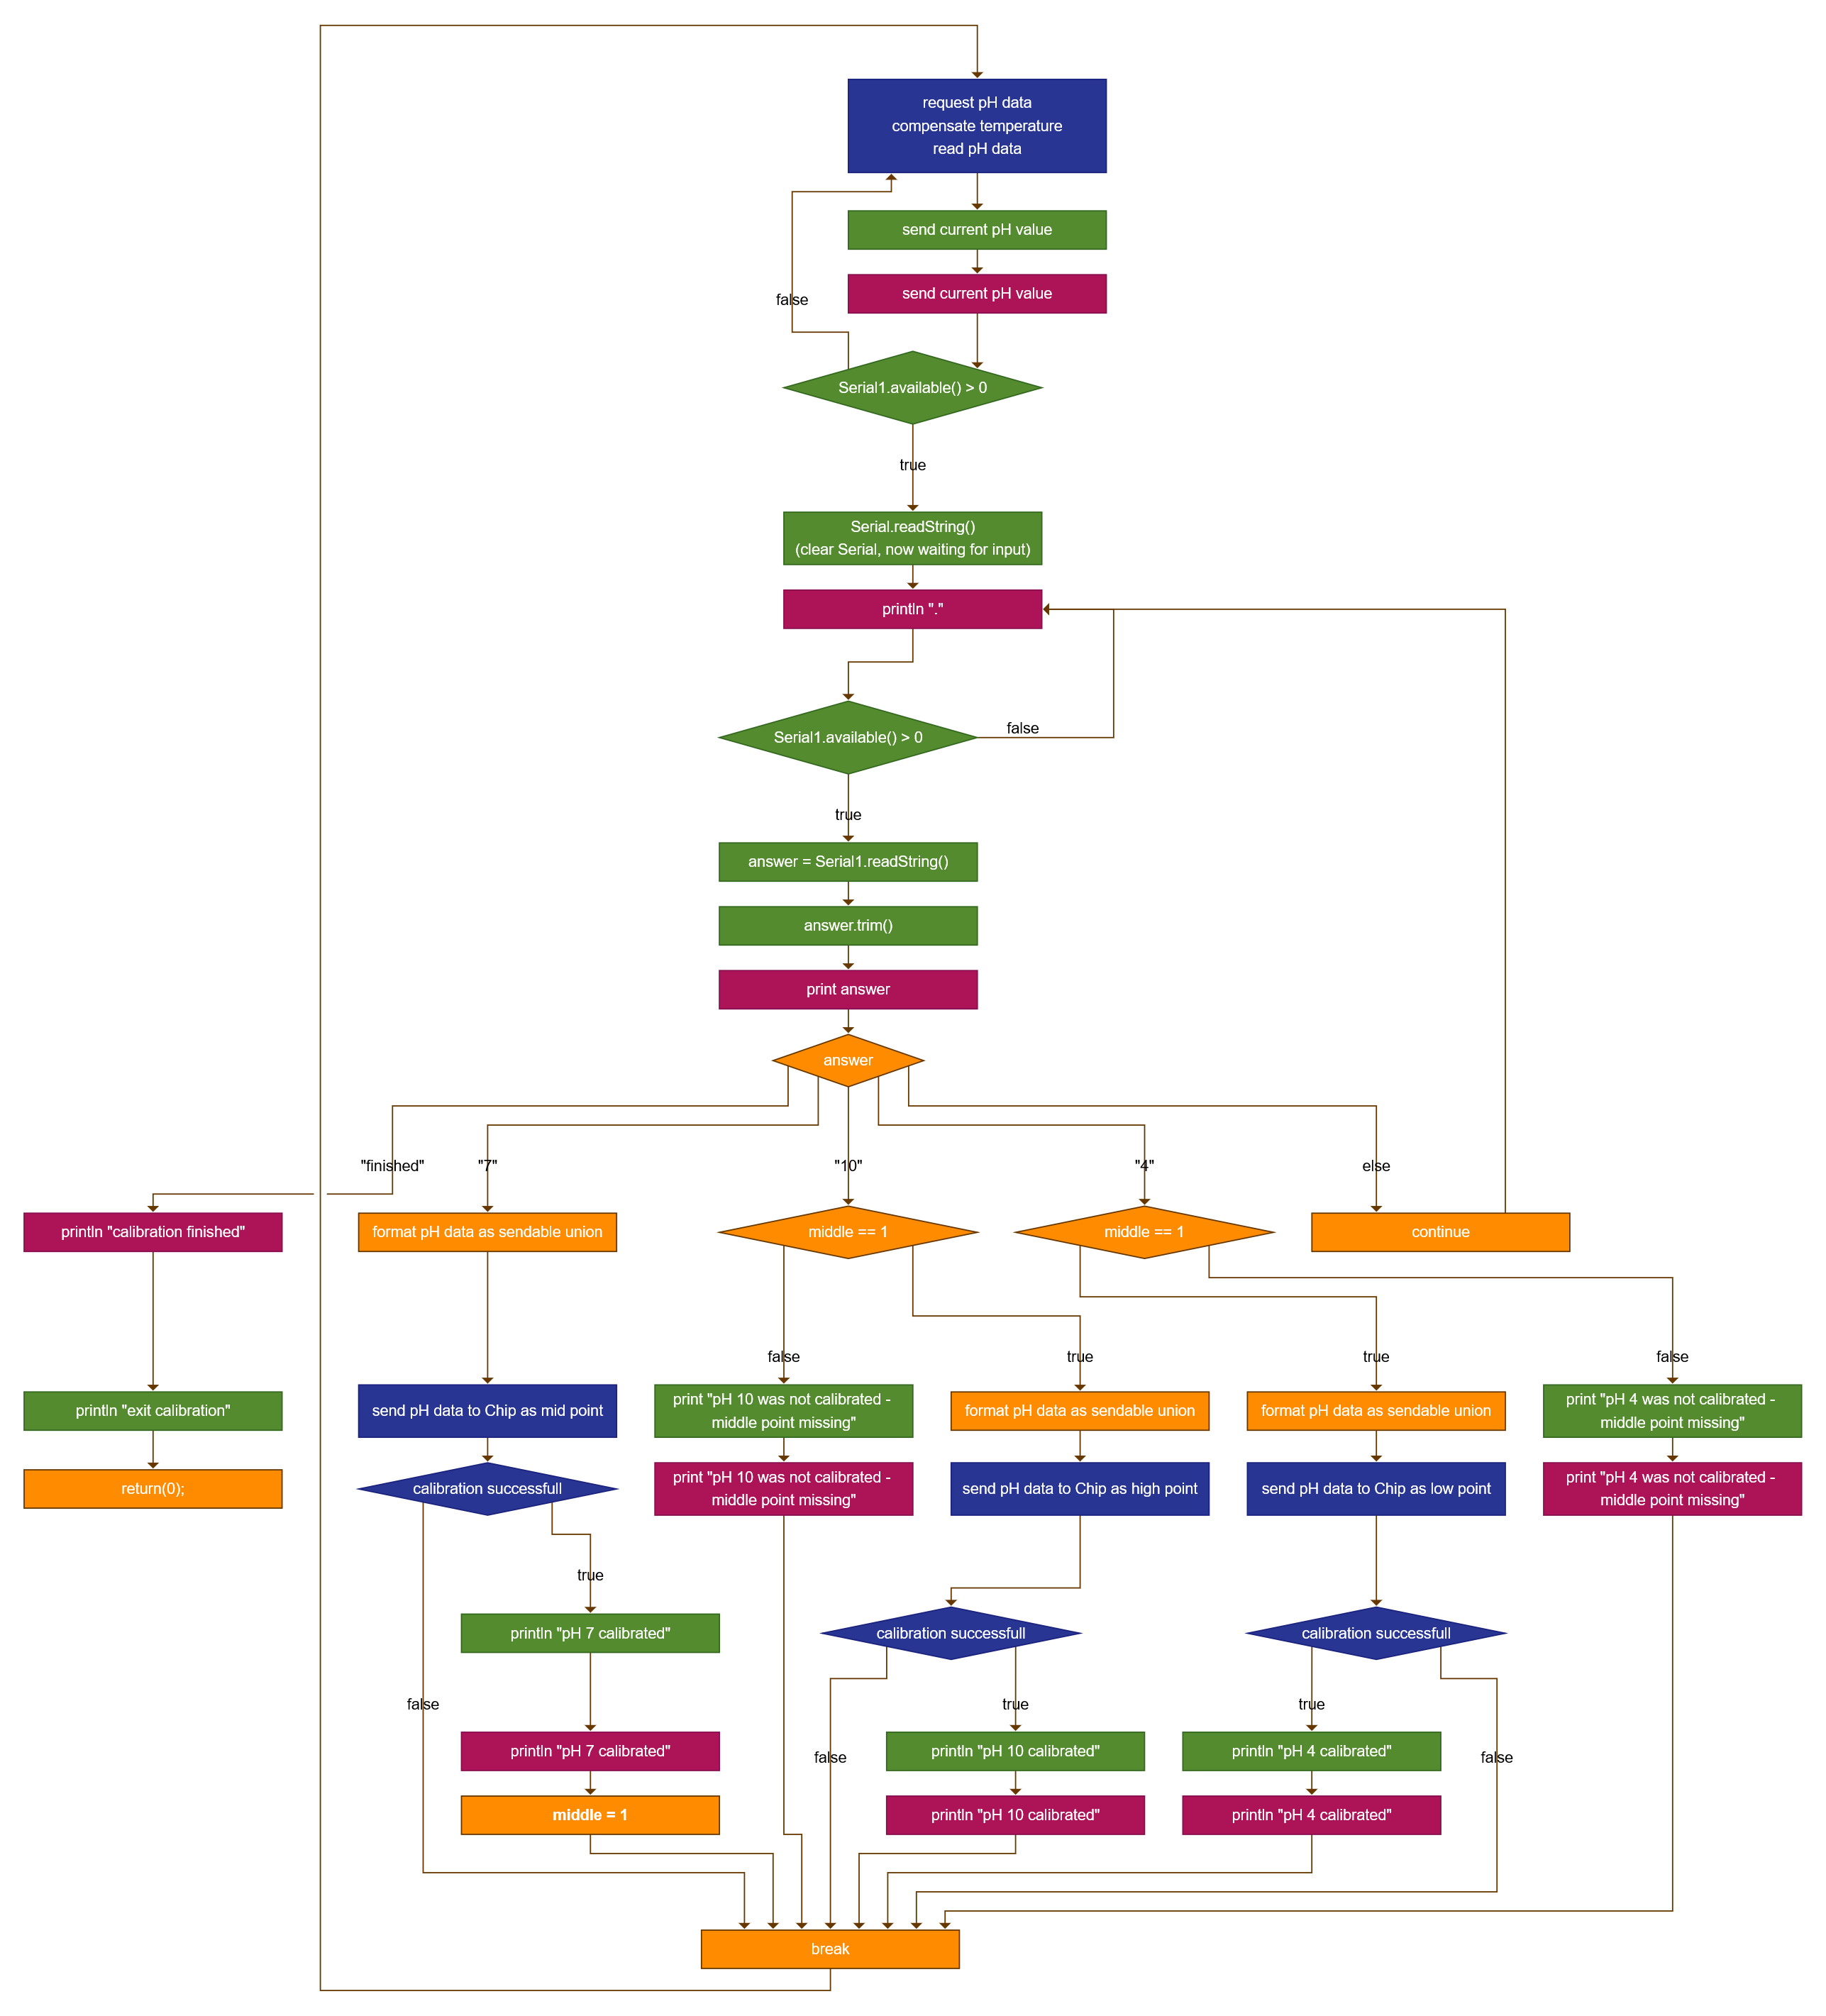 request pH data
compensate temperature
read pH data
send current pH value
send current pH value
false
Serial1.available() > 0
true
Serial.readString()
(clear Serial, now waiting for input)
println "."
Serial1.available() > 0
false
true
answer = Serial1.readString()
answer.trim()
print answer
answer
"finished"
"7"
"10"
"4"
else
println "calibration finished"
format pH data as sendable union
middle == 1
middle == 1
continue
false
true
true
false
println "exit calibration"
send pH data to Chip as mid point
print "pH 10 was not calibrated -
middle point missing"
format pH data as sendable union
format pH data as sendable union
print "pH 4 was not calibrated -
middle point missing"
return(0);
calibration successfull
print "pH 10 was not calibrated -
middle point missing"
send pH data to Chip as high point
send pH data to Chip as low point
print "pH 4 was not calibrated -
middle point missing"
true
println "pH 7 calibrated"
calibration successfull
calibration successfull
false
true
true
println "pH 7 calibrated"
false
println "pH 10 calibrated"
println "pH 4 calibrated"
false
middle = 1
println "pH 10 calibrated"
println "pH 4 calibrated"
break